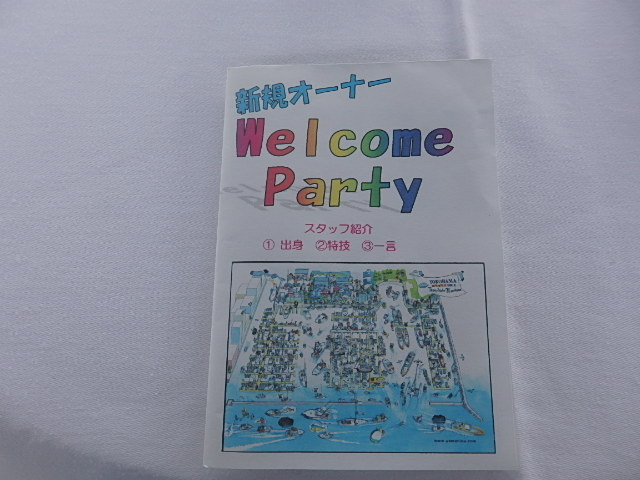 新規オーナー
Welcome
Party
スタッフ紹介
① 出身 ②特技 ③一言